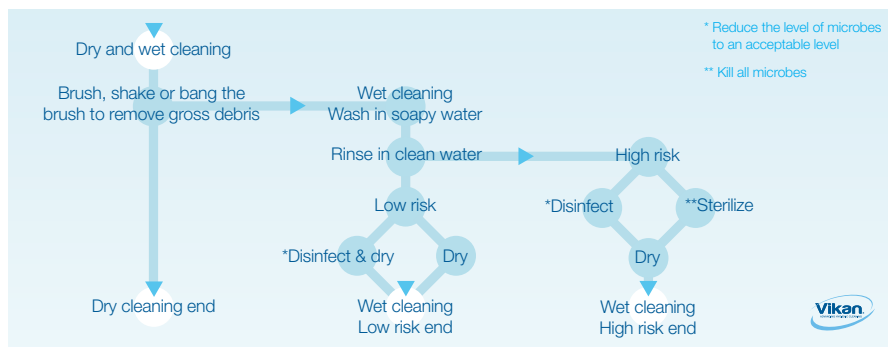 * Reduce the level of microbes
to an acceptable level
** Kill all microbes
Dry and wet cleaning
Brush, shake or bang the
brush to remove gross debris
Wet cleaning
Wash in soapy water
Rinse in clean water
High risk
Low risk
*Disinfect
**Sterilize
*Disinfect & dry
Dry
Dry
Dry cleaning end
Wet cleaning
Low risk end
Wet cleaning
High risk end
Vikan